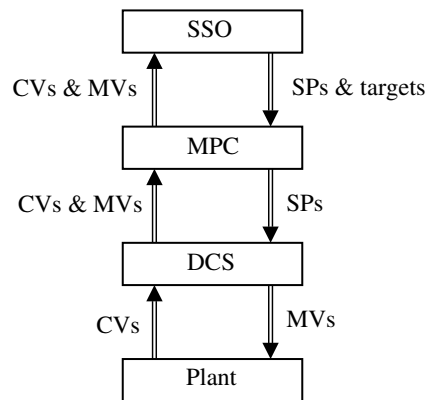 SSO
CVs & MVs
SPs & targets
MPC
CVs & MVs
SPs
DCS
CVs
MVs
Plant